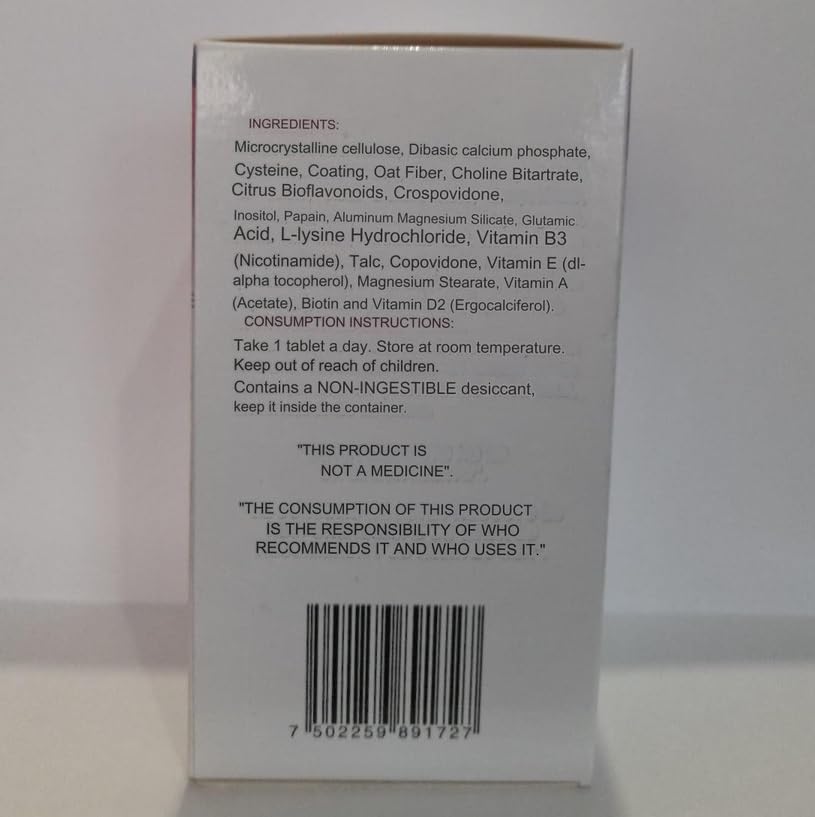 INGREDIENTS:
Microcrystalline cellulose, Dibasic calcium phosphate,
Cysteine, Coating, Oat Fiber, Choline Bitartrate,
Citrus Bioflavonoids, Crospovidone,
Inositol, Papain, Aluminum Magnesium Silicate, Glutamic
Acid, L-lysine Hydrochloride, Vitamin B3
(Nicotinamide), Talc, Copovidone, Vitamin E (dl-
alpha tocopherol), Magnesium Stearate, Vitamin A
(Acetate), Biotin and Vitamin D2 (Ergocalciferol).
CONSUMPTION INSTRUCTIONS:
Take 1 tablet a day. Store at room temperature.
Keep out of reach of children.
Contains a NON-INGESTIBLE desiccant,
keep it inside the container.
"THIS PRODUCT IS
NOT A MEDICINE".
"THE CONSUMPTION OF THIS PRODUCT
IS THE RESPONSIBILITY OF WHO
RECOMMENDS IT AND WHO USES IT."
7 502259 891727